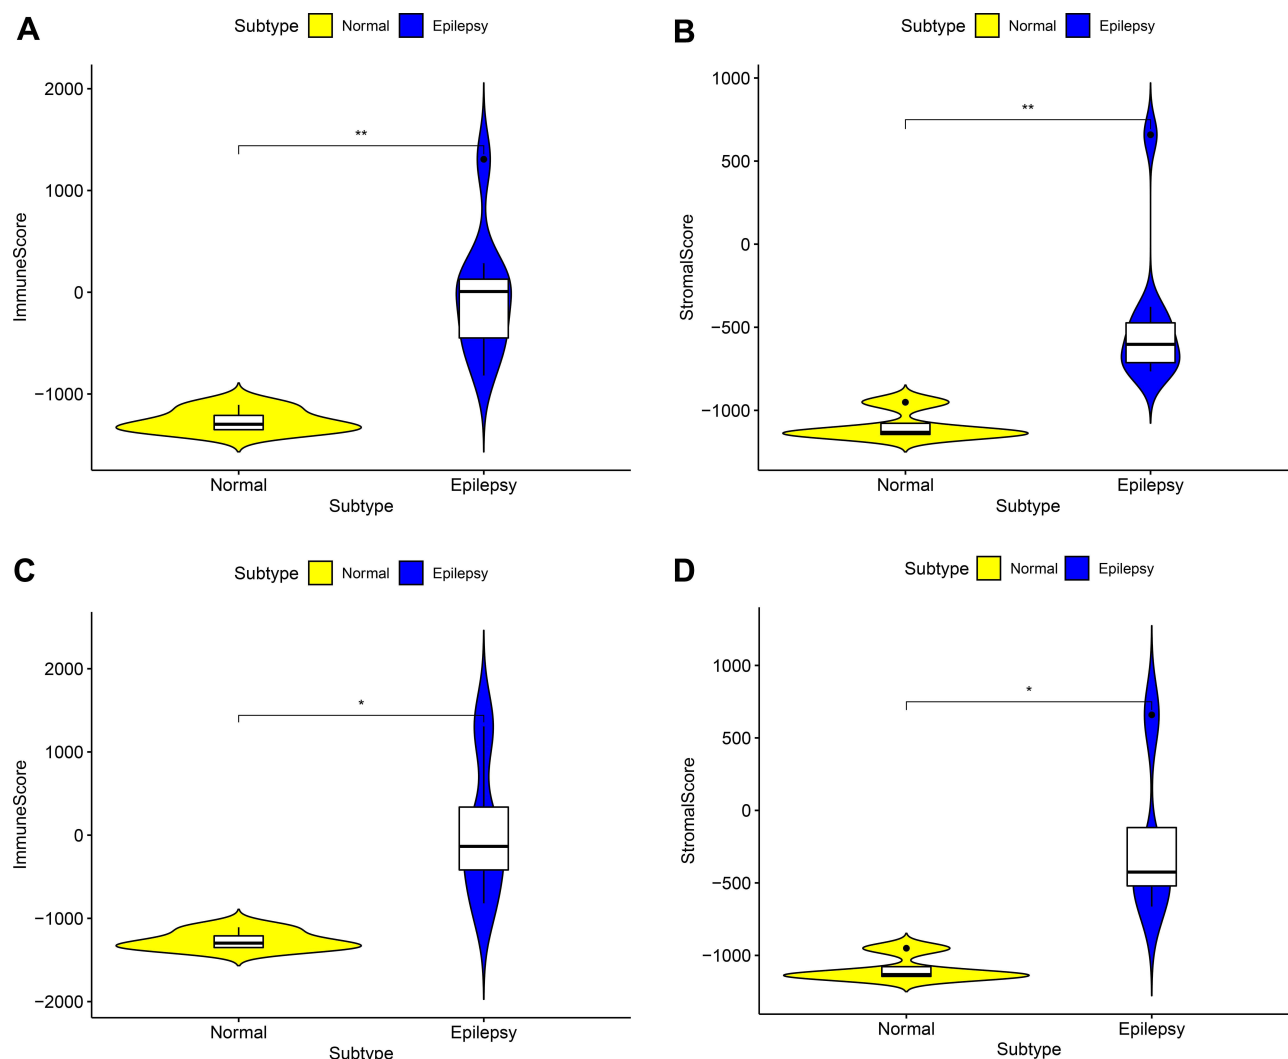 A
Subtype Normal Epilepsy
ImmuneScore
2000
1000
0
−1000
**
Normal Epilepsy
Subtype
B
Subtype Normal Epilepsy
StromalScore
1000
500
0
−500
−1000
**
Normal Epilepsy
Subtype
C
Subtype Normal Epilepsy
ImmuneScore
2000
1000
0
−1000
−2000
*
Normal Epilepsy
Subtype
D
Subtype Normal Epilepsy
StromalScore
1000
500
0
−500
−1000
*
Normal Epilepsy
Subtype